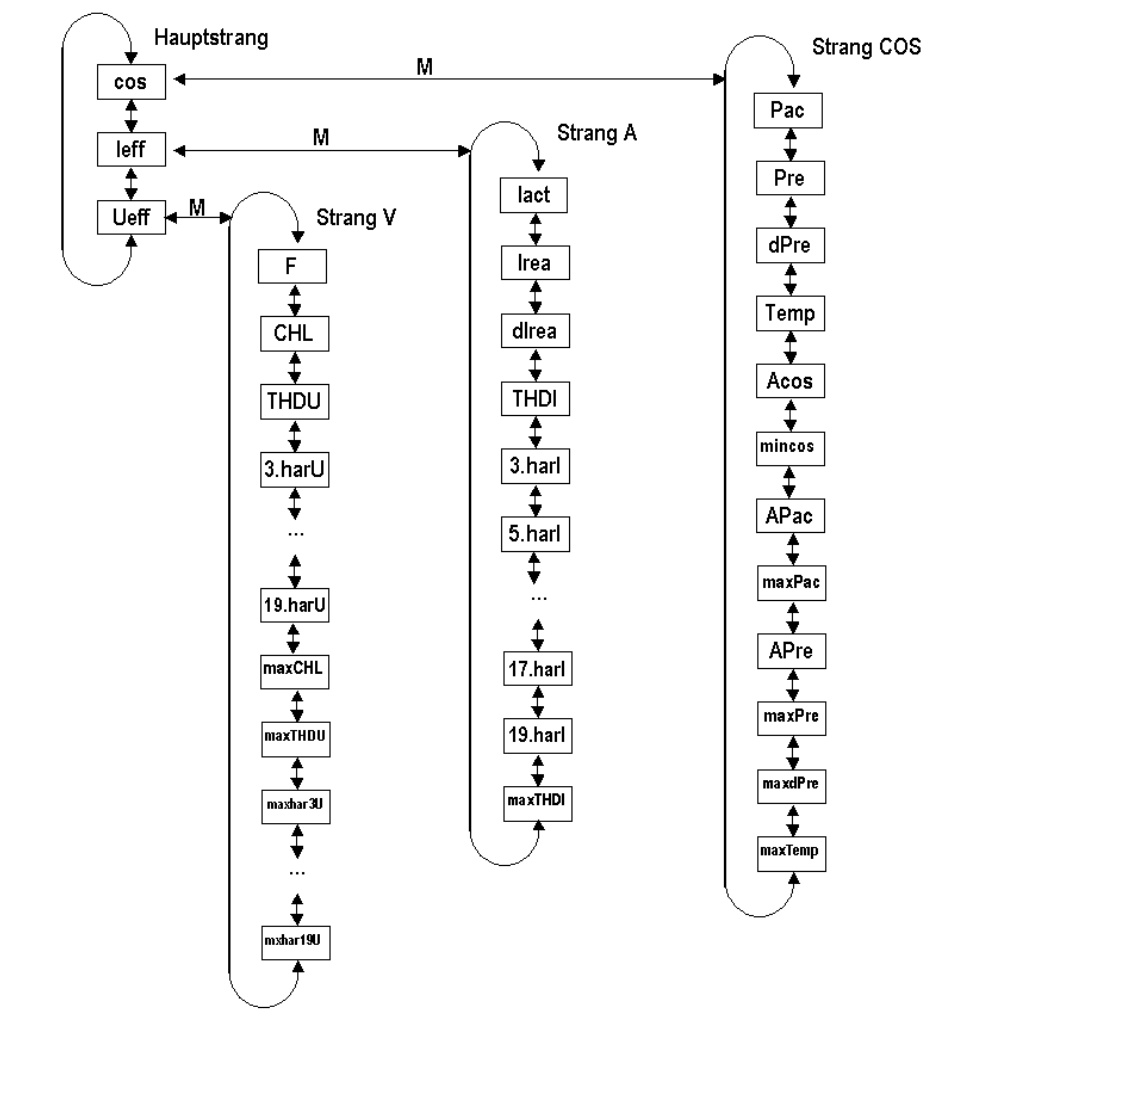 Hauptstrang
cos
Ieff
Ueff
M
M
M
Strang V
F
CHL
THDU
3.harU
...
19.harU
maxCHL
maxTHDU
maxhar3U
...
mxhar19U
Strang A
Iact
Irea
dIrea
THDI
3.harI
5.harI
...
17.harI
19.harI
maxTHDI
Strang COS
Pac
Pre
dPre
Temp
Acos
mincos
APac
maxPac
APre
maxPre
maxdPre
maxTemp